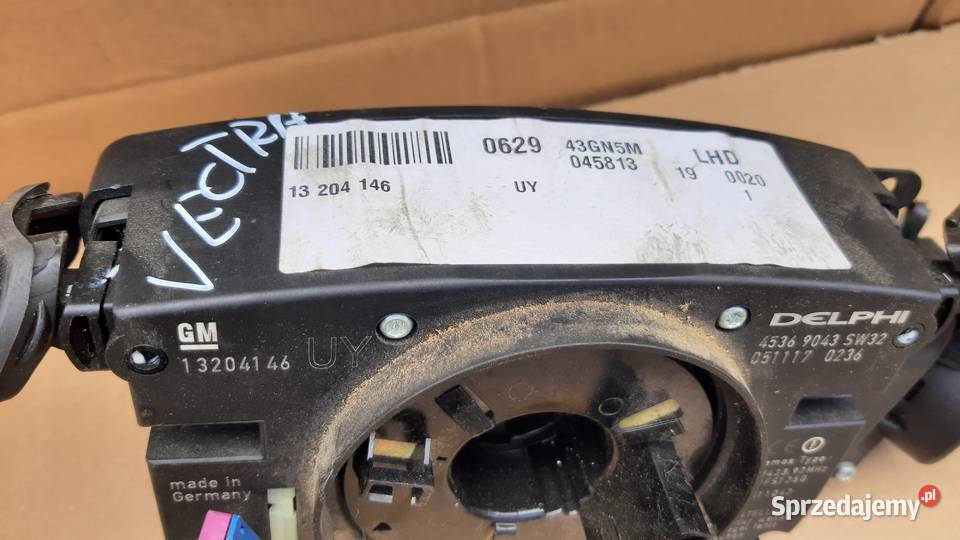 VECTRA
0629 43GN5M LHD
045813 19 0020
13 204 146 UY 1
GM DELPHI
13204146 UY 4536 9043 SW32
051117 0236
made in
Germany
CE
Sprzedajemy.pl